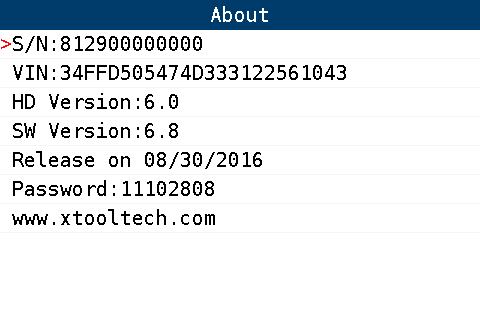 About
>S/N:812900000000
VIN:34FFD505474D333122561043
HD Version:6.0
SW Version:6.8
Release on 08/30/2016
Password:11102808
www.xtooltech.com